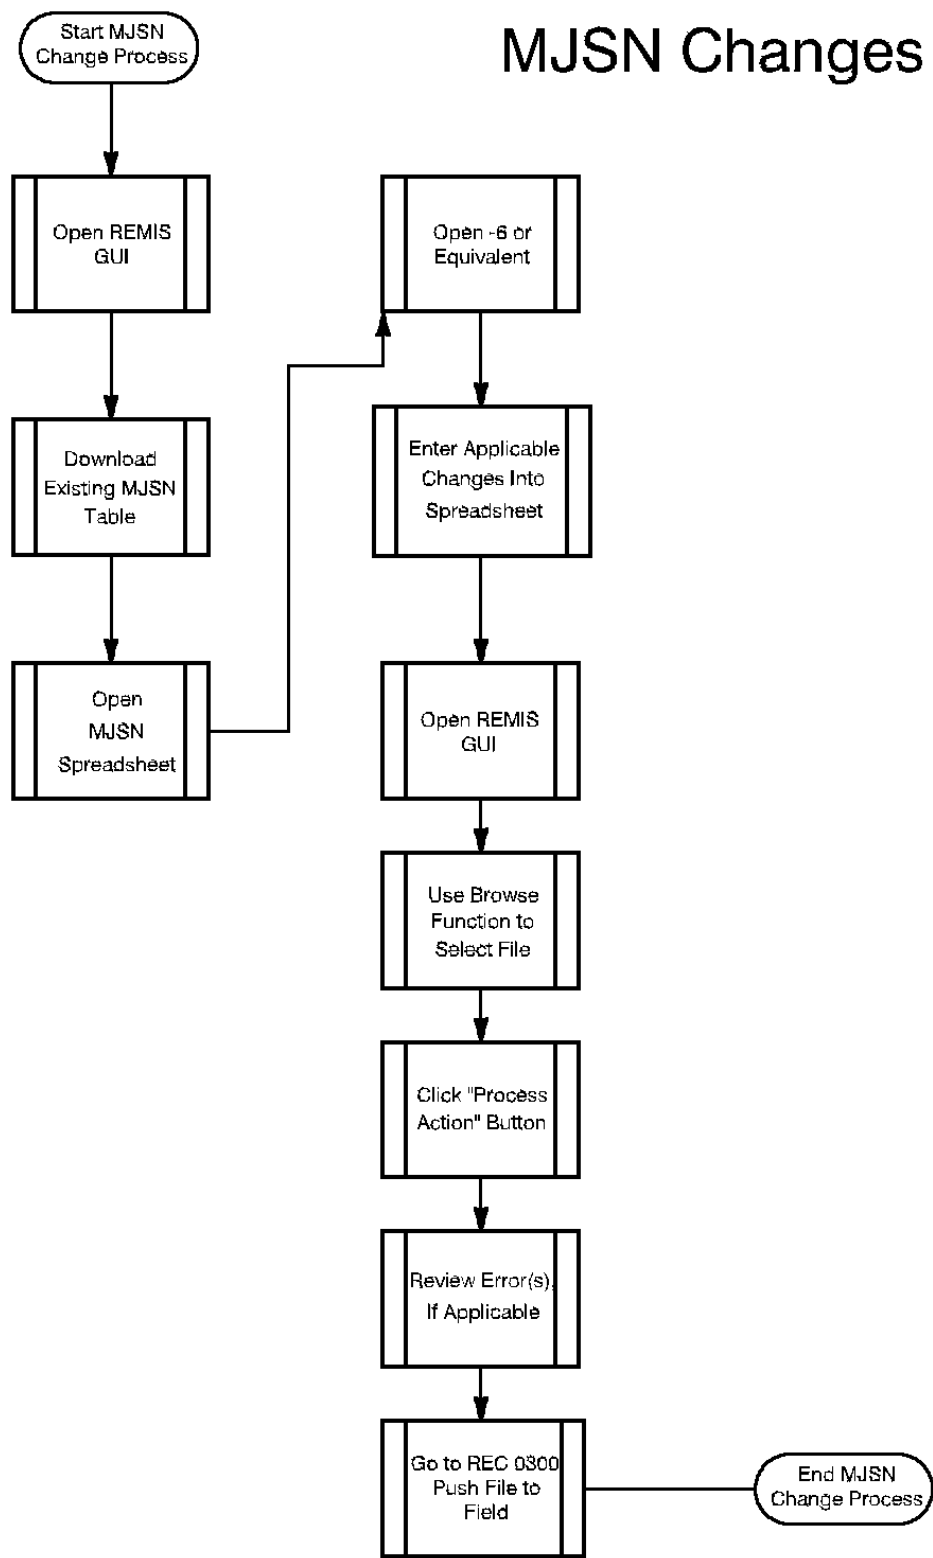 MJSN Changes
Start MJSN
Change Process
Open REMIS
GUI
Download
Existing MJSN
Table
Open
MJSN
Spreadsheet
Open -6 or
Equivalent
Enter Applicable
Changes Into
Spreadsheet
Open REMIS
GUI
Use Browse
Function to
Select File
Click "Process
Action" Button
Review Error(s),
If Applicable
Go to REC 0300
Push File to
Field
End MJSN
Change Process